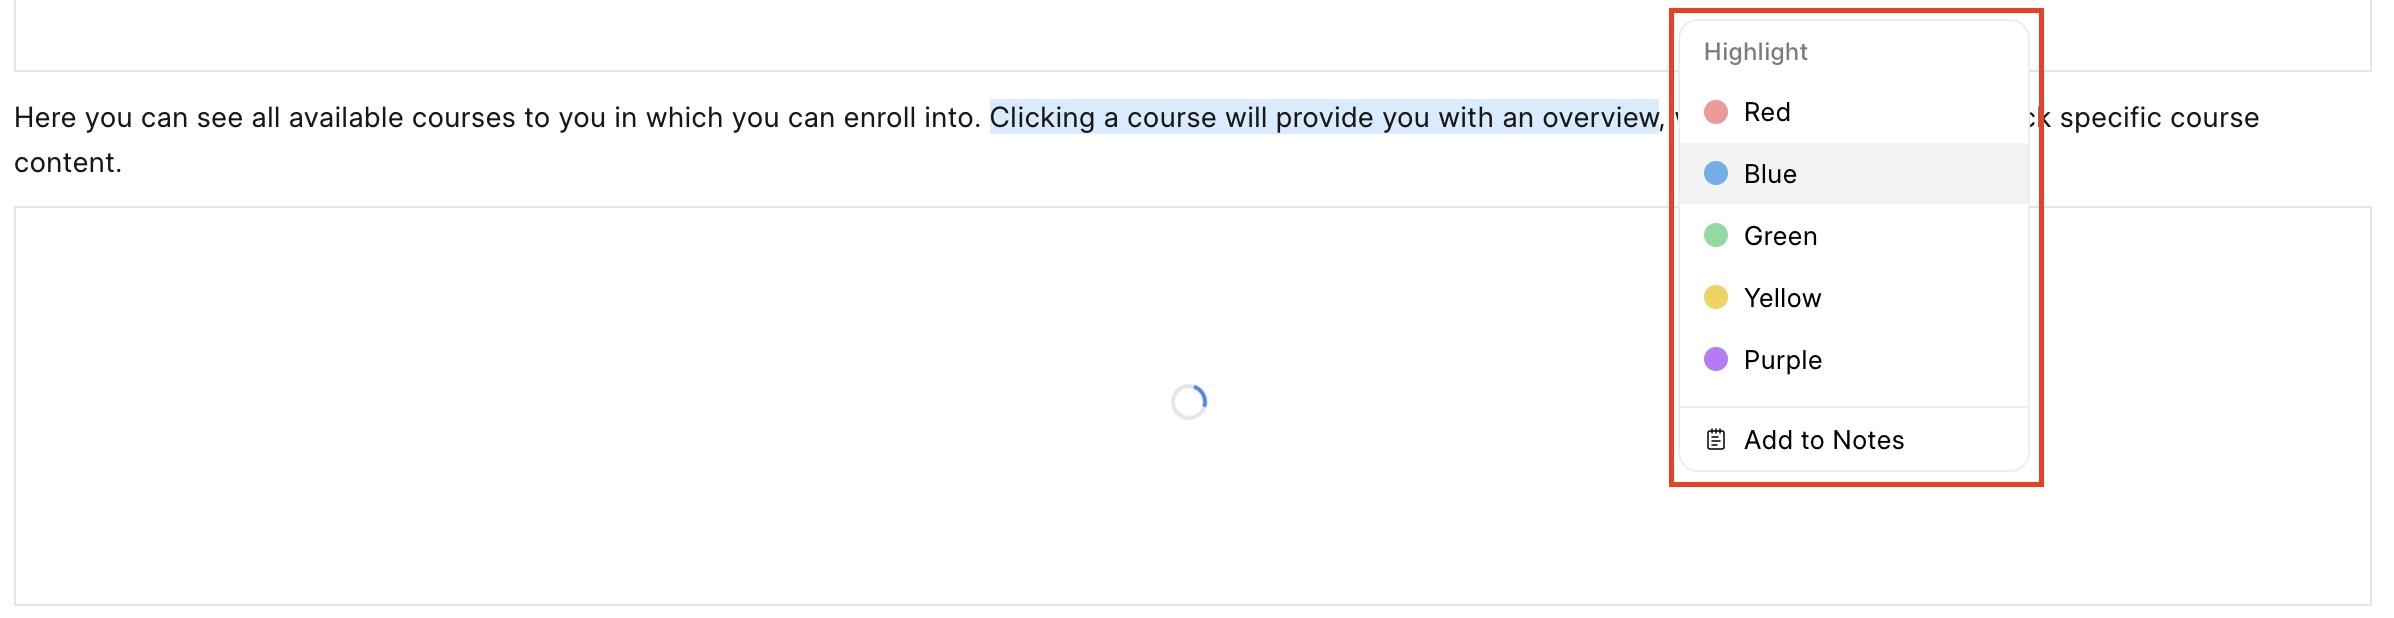 Here you can see all available courses to you in which you can enroll into. Clicking a course will provide you with an overview, specific course
content.
Highlight
Red
Blue
Green
Yellow
Purple
Add to Notes